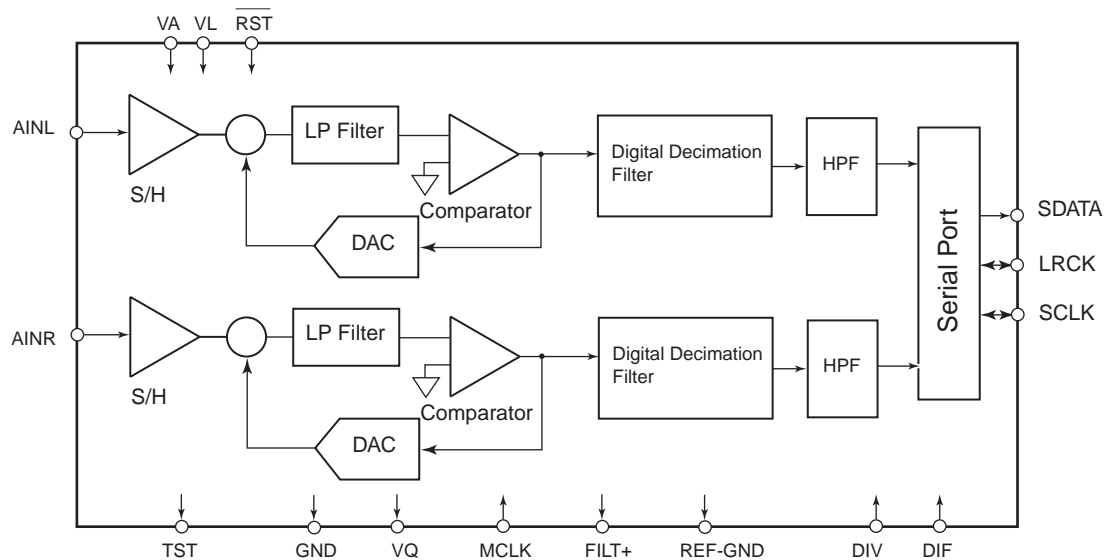 VA VL RST
AINL
S/H
LP Filter
Comparator
DAC
Digital Decimation
Filter
HPF
Serial Port
SDATA
LRCK
SCLK
AINR
S/H
LP Filter
Comparator
DAC
Digital Decimation
Filter
HPF
TST GND VQ MCLK FILT+ REF-GND DIV DIF